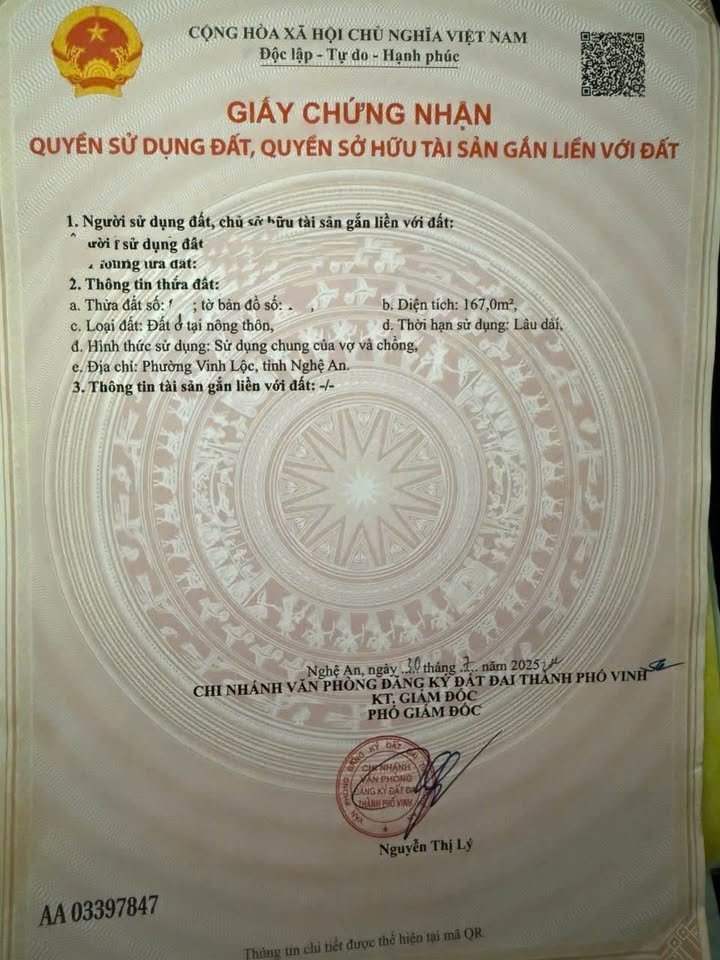 CỘNG HÒA XÃ HỘI CHỦ NGHĨA VIỆT NAM
Độc lập - Tự do - Hạnh phúc
GIẤY CHỨNG NHẬN
QUYỀN SỬ DỤNG ĐẤT, QUYỀN SỞ HỮU TÀI SẢN GẮN LIỀN VỚI ĐẤT
1. Người sử dụng đất, chủ sở hữu tài sản gắn liền với đất:
sử dụng đất
2. Thông tin thửa đất:
a. Thửa đất số: ; tờ bản đồ số: , b. Diện tích: 167,0m²,
c. Loại đất: Đất ở tại nông thôn, d. Thời hạn sử dụng: Lâu dài,
đ. Hình thức sử dụng: Sử dụng chung của vợ và chồng,
e. Địa chỉ: Phường Vinh Lộc, tỉnh Nghệ An.
3. Thông tin tài sản gắn liền với đất: -/-
Nghệ An, ngày 30 tháng 7 năm 2025
CHI NHÁNH VĂN PHÒNG ĐĂNG KÝ ĐẤT ĐAI THÀNH PHỐ VINH
KT. GIÁM ĐỐC
PHÓ GIÁM ĐỐC
CHI NHÁNH
VĂN PHÒNG
ĐĂNG KÝ ĐẤT ĐAI
THÀNH PHỐ VINH
Nguyễn Thị Lý
AA 03397847
Thông tin chi tiết được thể hiện tại mã QR